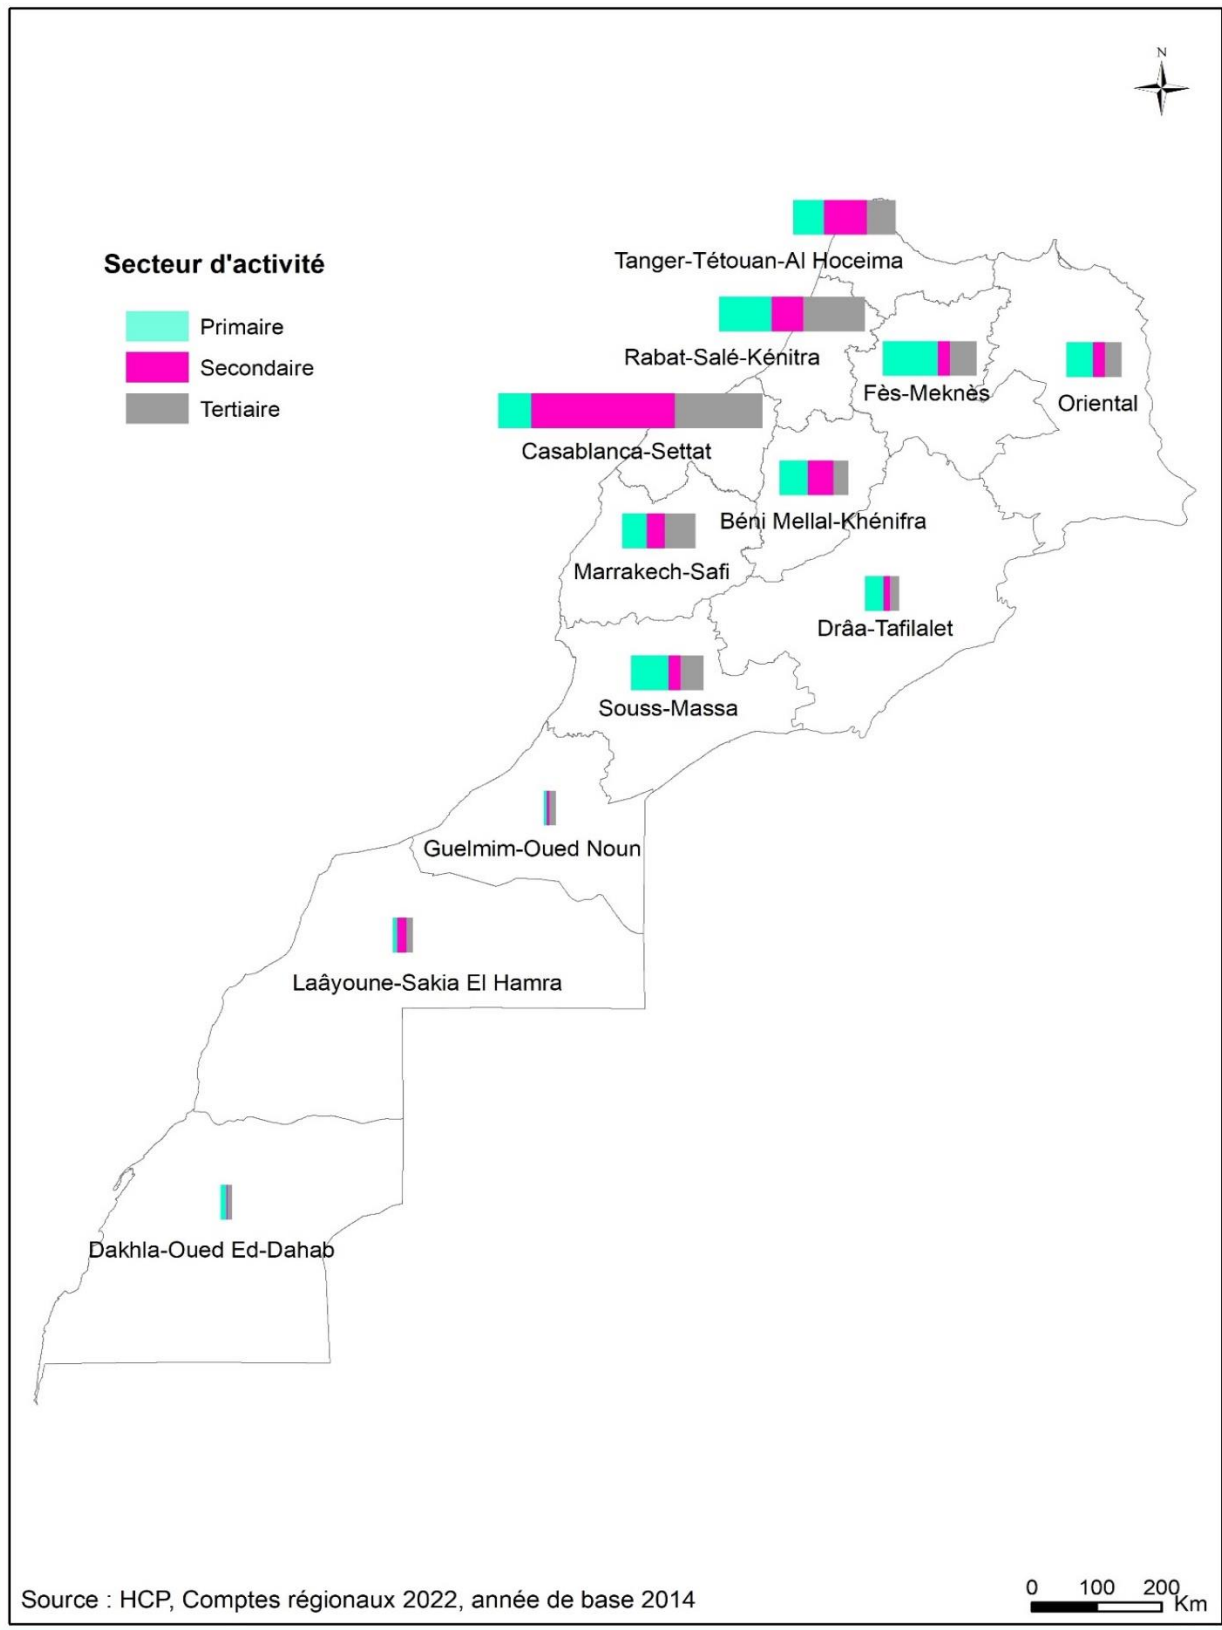 N
Secteur d'activité
Primaire
Secondaire
Tertiaire
Tanger-Tétouan-Al Hoceima
Rabat-Salé-Kénitra
Fès-Meknès
Oriental
Casablanca-Settat
Béni Mellal-Khénifra
Marrakech-Safi
Drâa-Tafilalet
Souss-Massa
Guelmim-Oued Noun
Laâyoune-Sakia El Hamra
Dakhla-Oued Ed-Dahab
Source : HCP, Comptes régionaux 2022, année de base 2014
0 100 200
Km